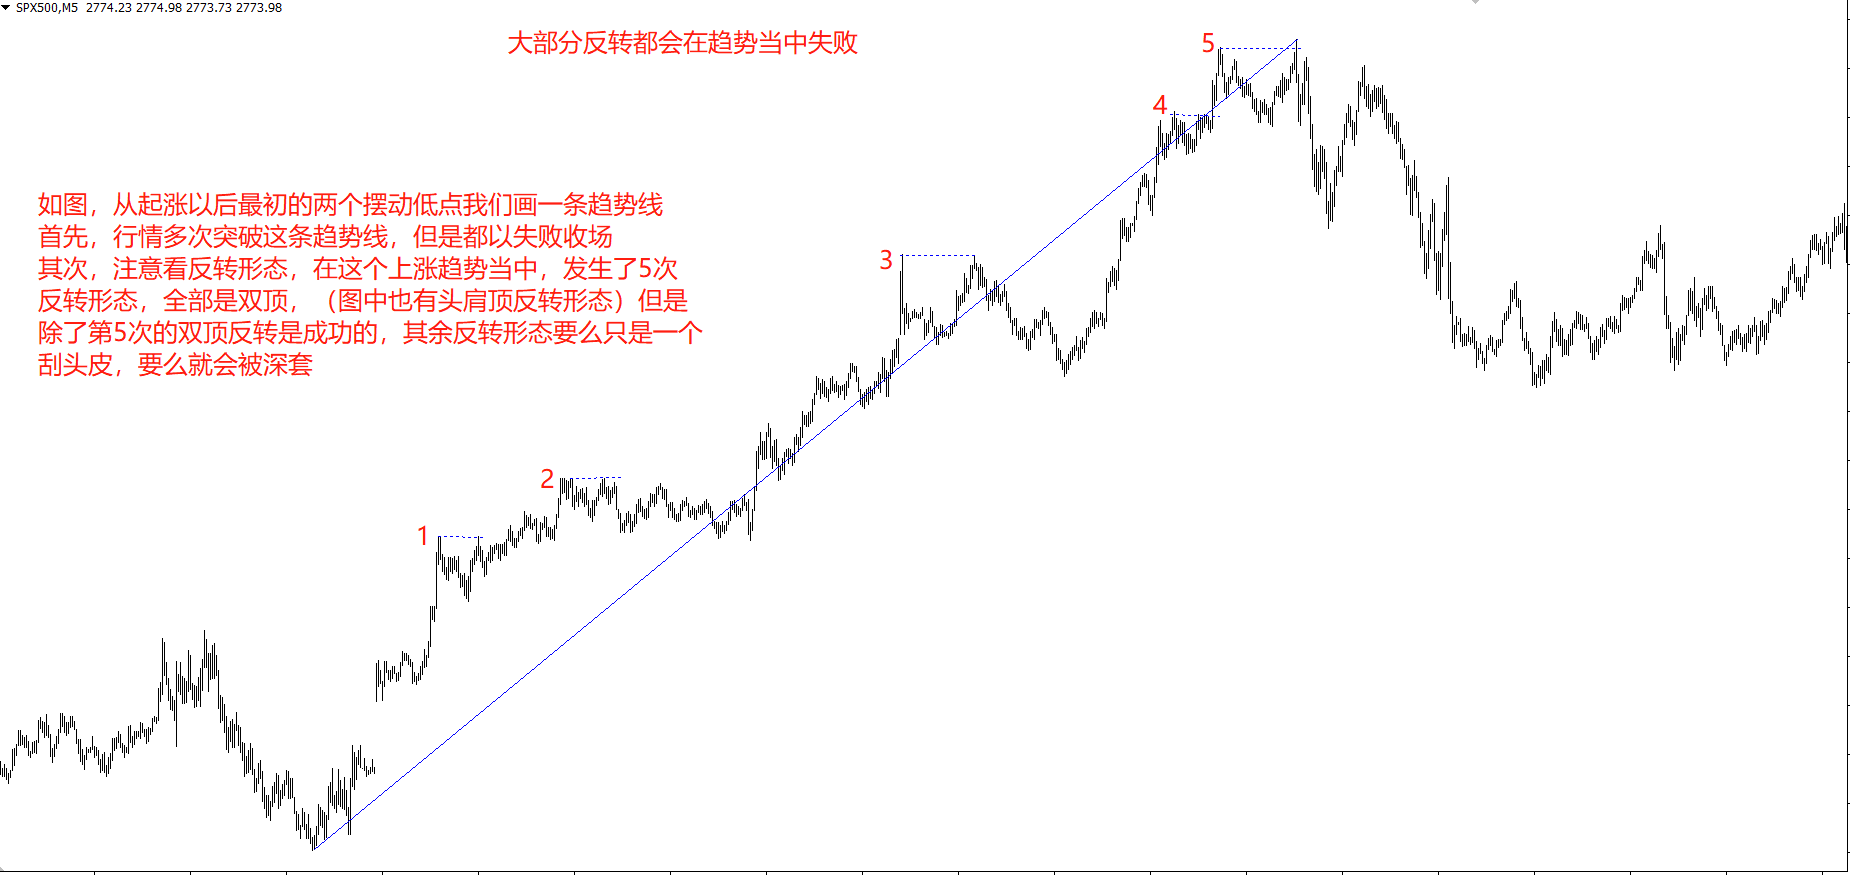 SPX500,M5 2774.23 2774.98 2773.73 2773.98
大部分反转都会在趋势当中失败
5
4
如图，从起涨以后最初的两个摆动低点我们画一条趋势线
首先，行情多次突破这条趋势线，但是都以失败收场
其次，注意看反转形态，在这个上涨趋势当中，发生了5次
反转形态，全部是双顶，（图中也有头肩顶反转形态）但是
除了第5次的双顶反转是成功的，其余反转形态要么只是一个
刮头皮，要么就会被深套
3
2
1